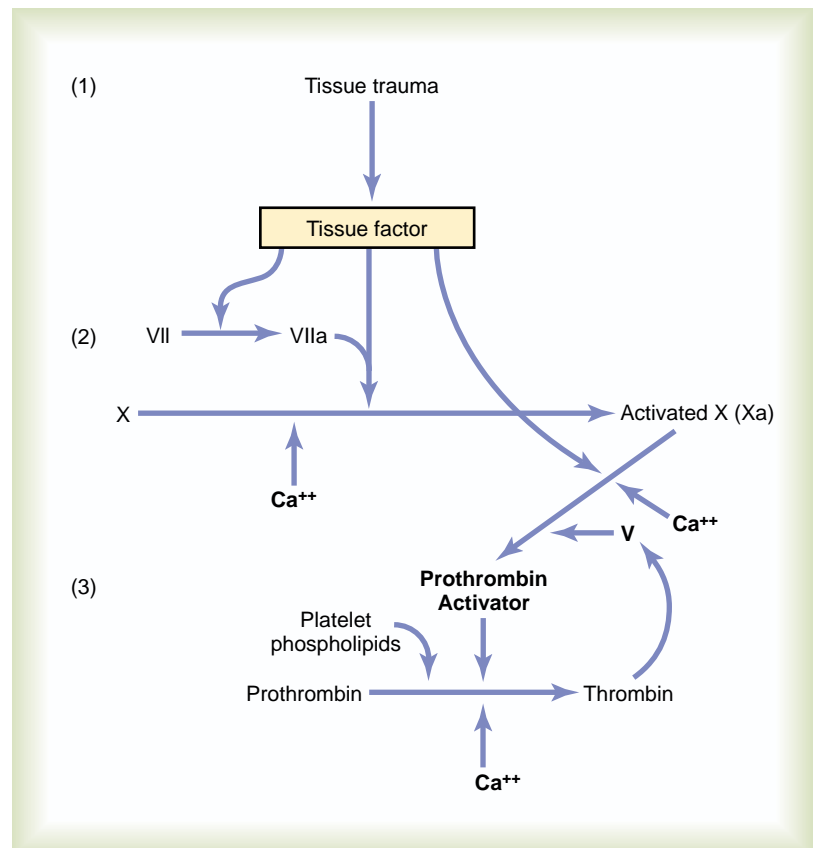 (1)
Tissue trauma
Tissue factor
(2)
VII
VIIa
X
Activated X (Xa)
Ca++
Ca++
V
(3)
Prothrombin
Activator
Platelet
phospholipids
Prothrombin
Thrombin
Ca++